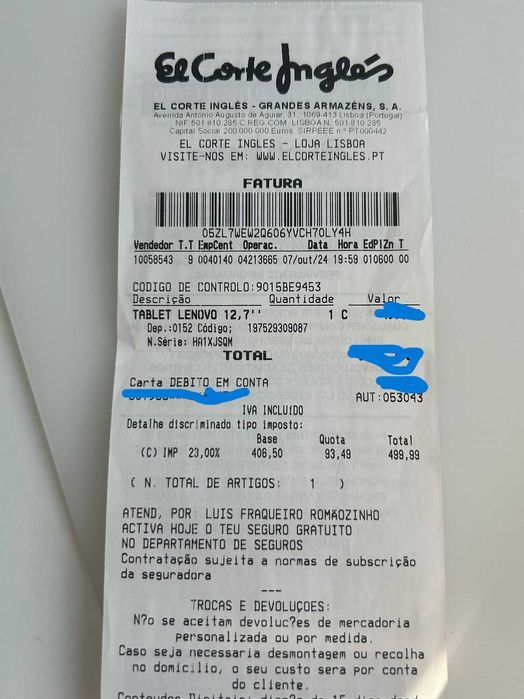 El Corte Inglés
EL CORTE INGLÉS - GRANDES ARMAZÉNS, S. A.
Avenida António Augusto de Aguiar, 31, 1069-413 Lisboa (Portugal)
NIF 501 810 285 C.REG.COM. LISBOA N. 501 810 285
Capital Social 200.000.000 Euros SIRPEEE n.º PT000442
EL CORTE INGLES - LOJA LISBOA
VISITE-NOS EM: WWW.ELCORTEINGLES.PT
FATURA
05ZL7WEW2Q606YVCH7OLY4H
Vendedor T.T EmpCent Operac. Data Hora EdPlZn T
10058543 9 0040140 04213665 07/out/24 19:59 010600 00
CODIGO DE CONTROLO:9015BE9453
Descrição Quantidade Valor
TABLET LENOVO 12,7'' 1 C
Dep.:0152 Código; 197529309087
N.Série: HA1XJSQM
TOTAL
Carta DEBITO EM CONTA
AUT:053043
IVA INCLUÍDO
Detalhe discriminado tipo imposto:
Base Quota Total
(C) IMP 23,00% 406,50 93,49 499,99
( N. TOTAL DE ARTIGOS: 1 )
ATEND, POR: LUIS FRAQUEIRO ROMÃOZINHO
ACTIVA HOJE O TEU SEGURO GRATUITO
NO DEPARTAMENTO DE SEGUROS
Contratação sujeita a normas de subscrição
da seguradora
---
TROCAS E DEVOLUÇOES:
N?o se aceitam devoluc?es de mercadoria
personalizada ou por medida.
Caso seja necessaria desmontagem ou recolha
no domicilio, o seu custo sera por conta
do cliente.